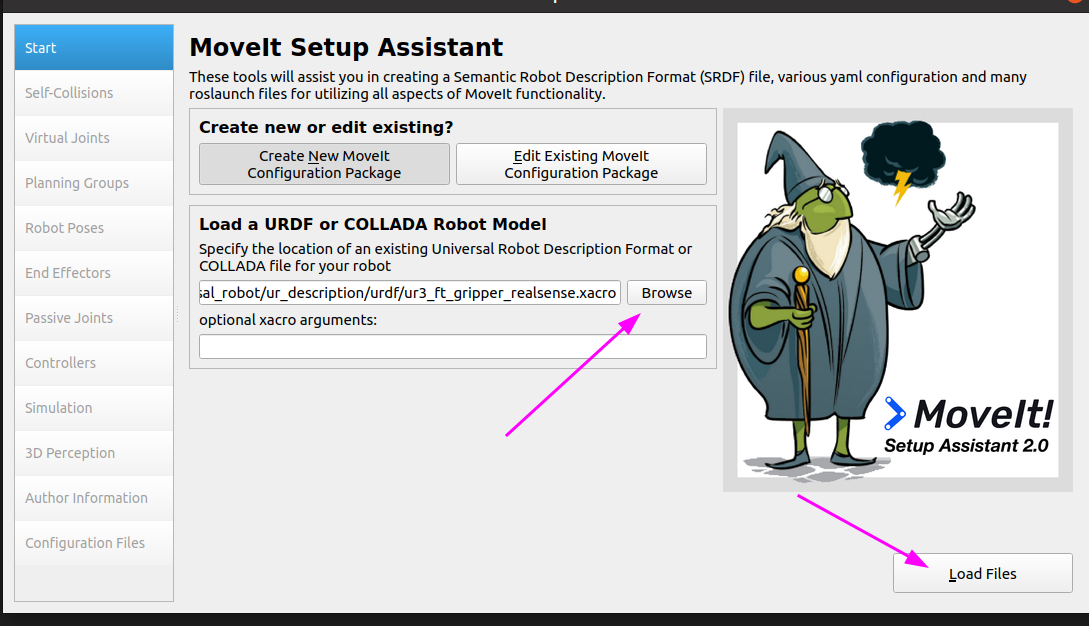 Start
Self-Collisions
Virtual Joints
Planning Groups
Robot Poses
End Effectors
Passive Joints
Controllers
Simulation
3D Perception
Author Information
Configuration Files
MoveIt Setup Assistant
These tools will assist you in creating a Semantic Robot Description Format (SRDF) file, various yaml configuration and many
roslaunch files for utilizing all aspects of MoveIt functionality.
Create new or edit existing?
Create New MoveIt
Configuration Package
Edit Existing MoveIt
Configuration Package
Load a URDF or COLLADA Robot Model
Specify the location of an existing Universal Robot Description Format or
COLLADA file for your robot
sal_robot/ur_description/urdf/ur3_ft_gripper_realsense.xacro
Browse
optional xacro arguments:
MoveIt!
Setup Assistant 2.0
Load Files